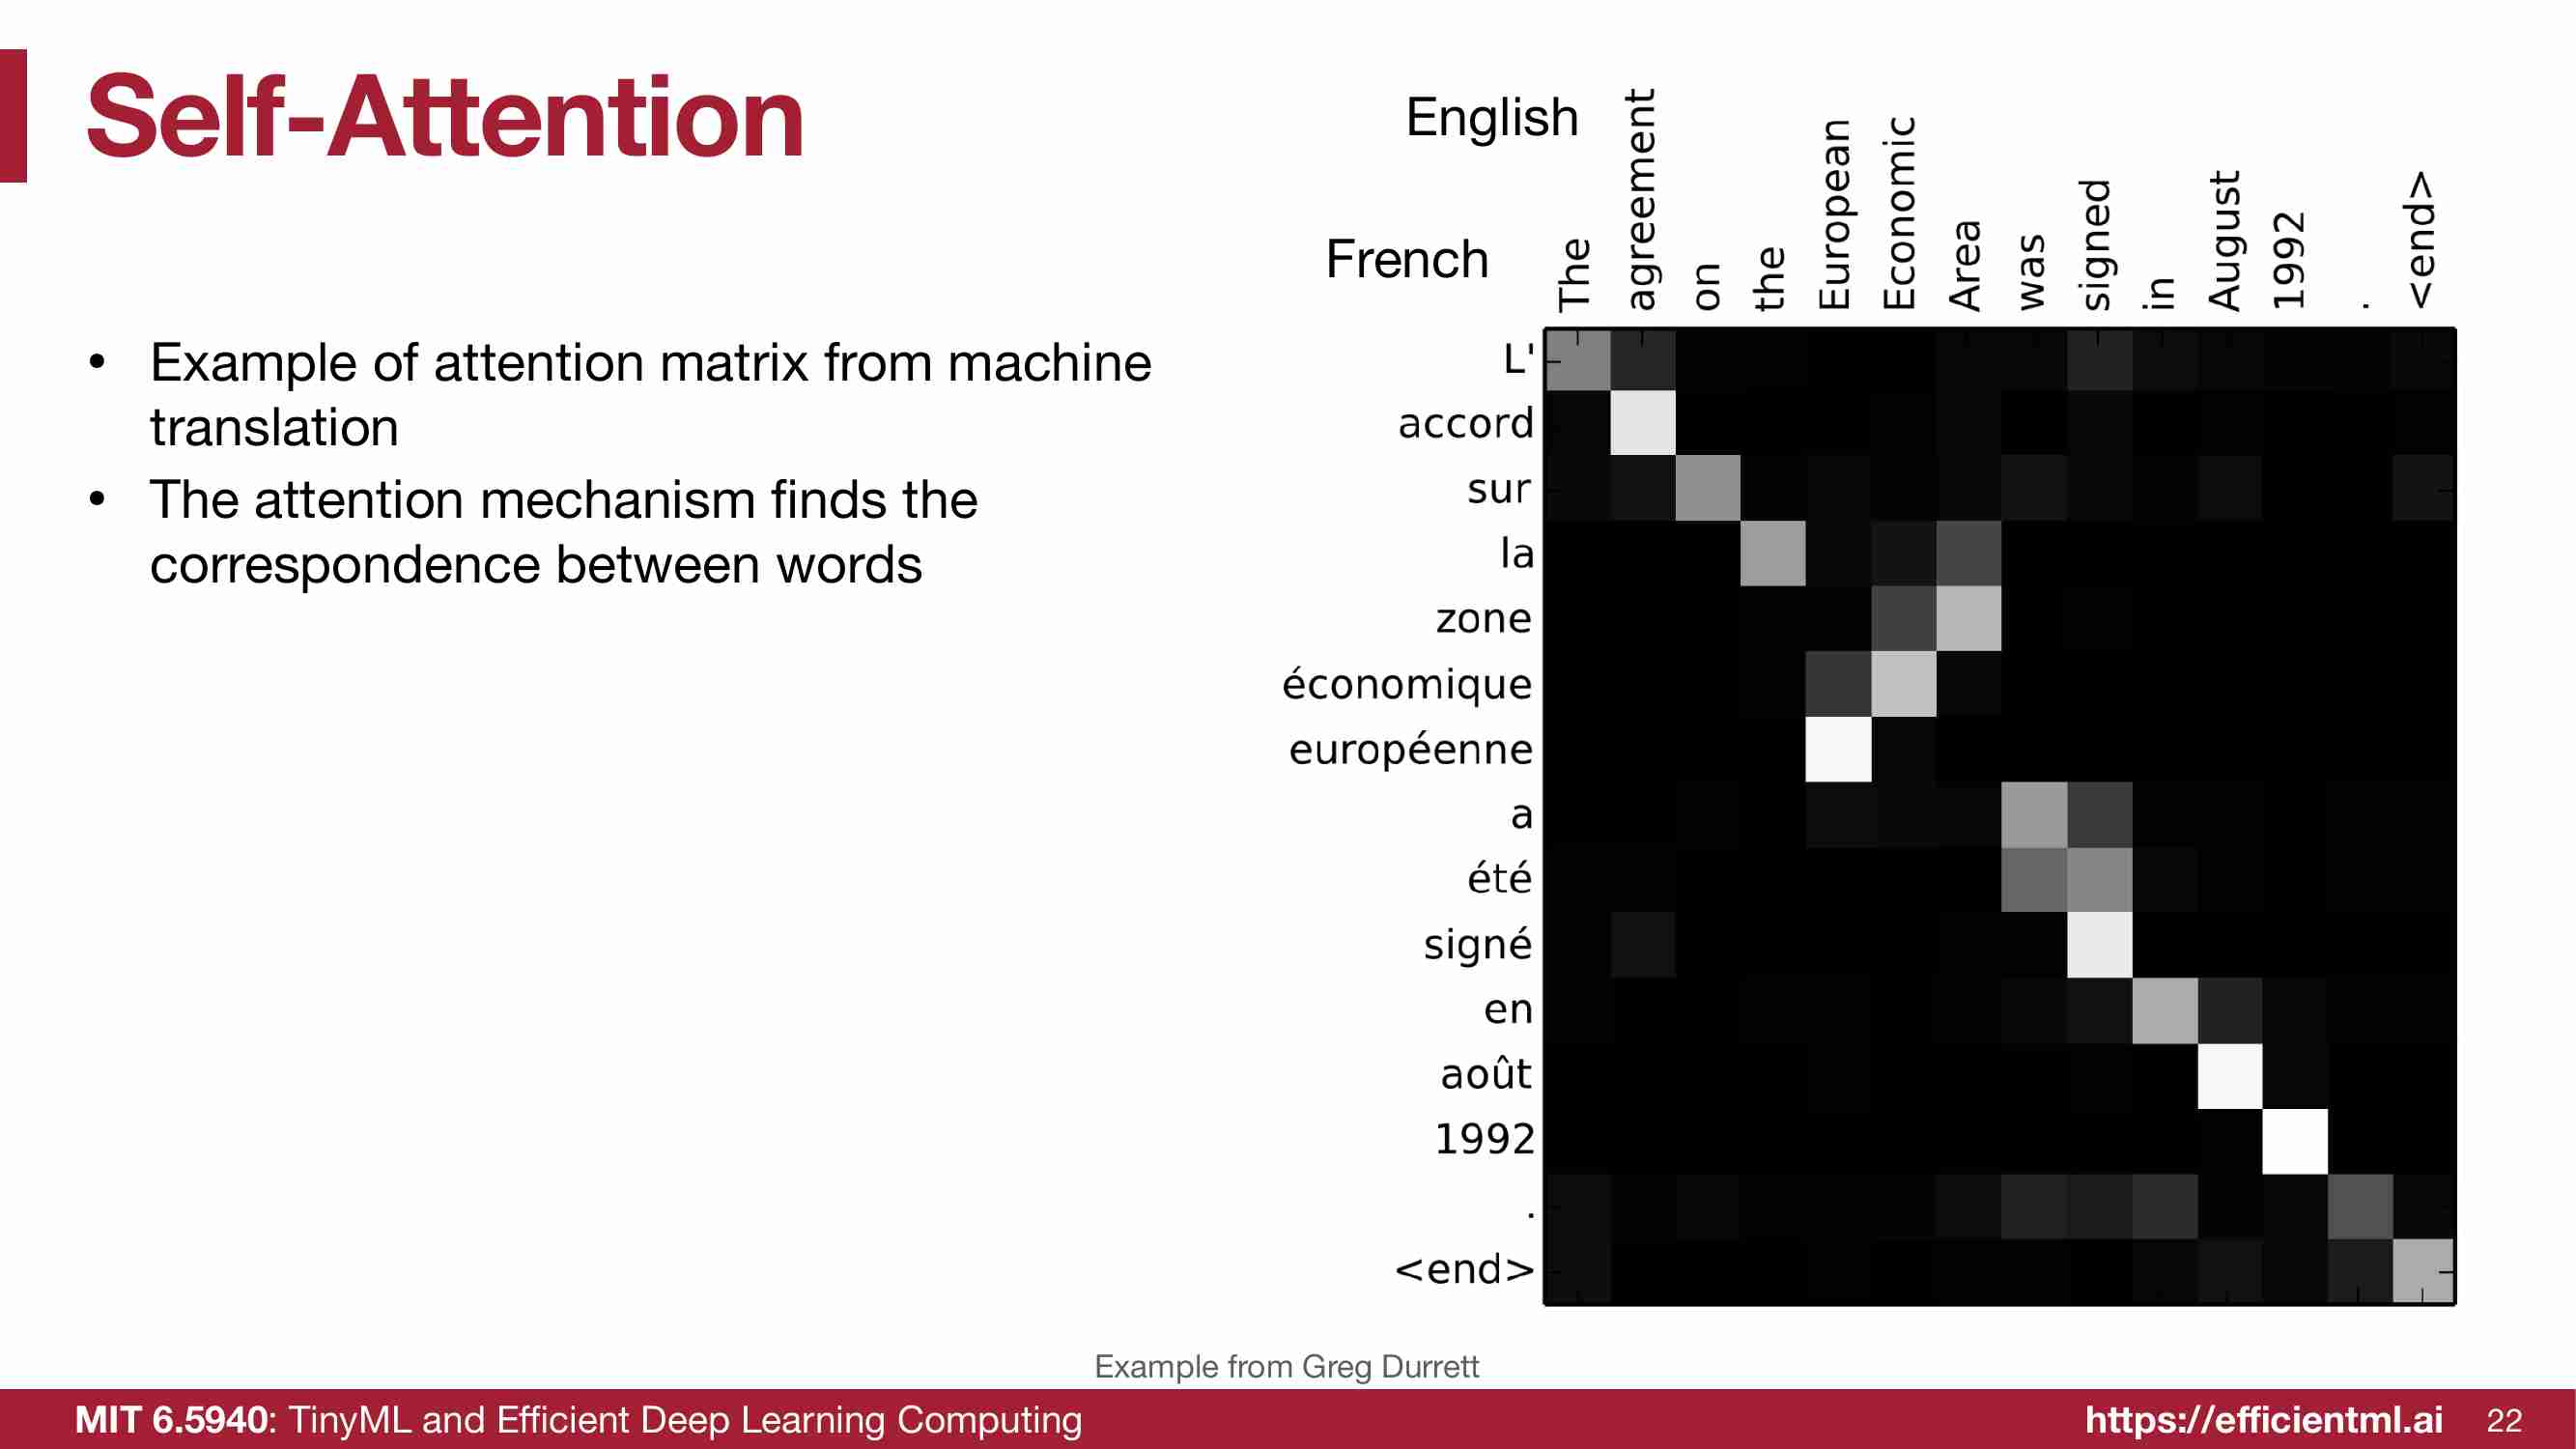 Self-Attention
• Example of attention matrix from machine
translation
• The attention mechanism finds the
correspondence between words
English
French
The
agreement
on
the
European
Economic
Area
was
signed
in
August
1992
.
<end>
L'
accord
sur
la
zone
économique
européenne
a
été
signé
en
août
1992
.
<end>
Example from Greg Durrett
MIT 6.5940: TinyML and Efficient Deep Learning Computing
https://efficientml.ai
22